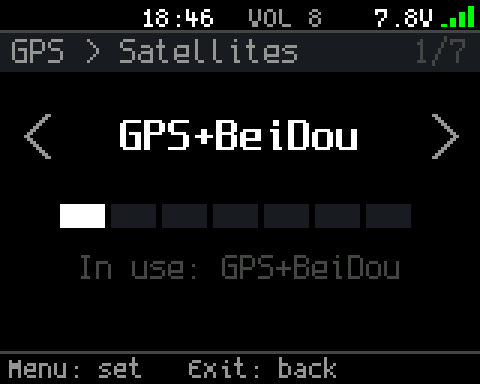 18:46 VOL 8 7.8V
GPS > Satellites 1/7
< GPS+BeiDou >
In use: GPS+BeiDou
Menu: set Exit: back